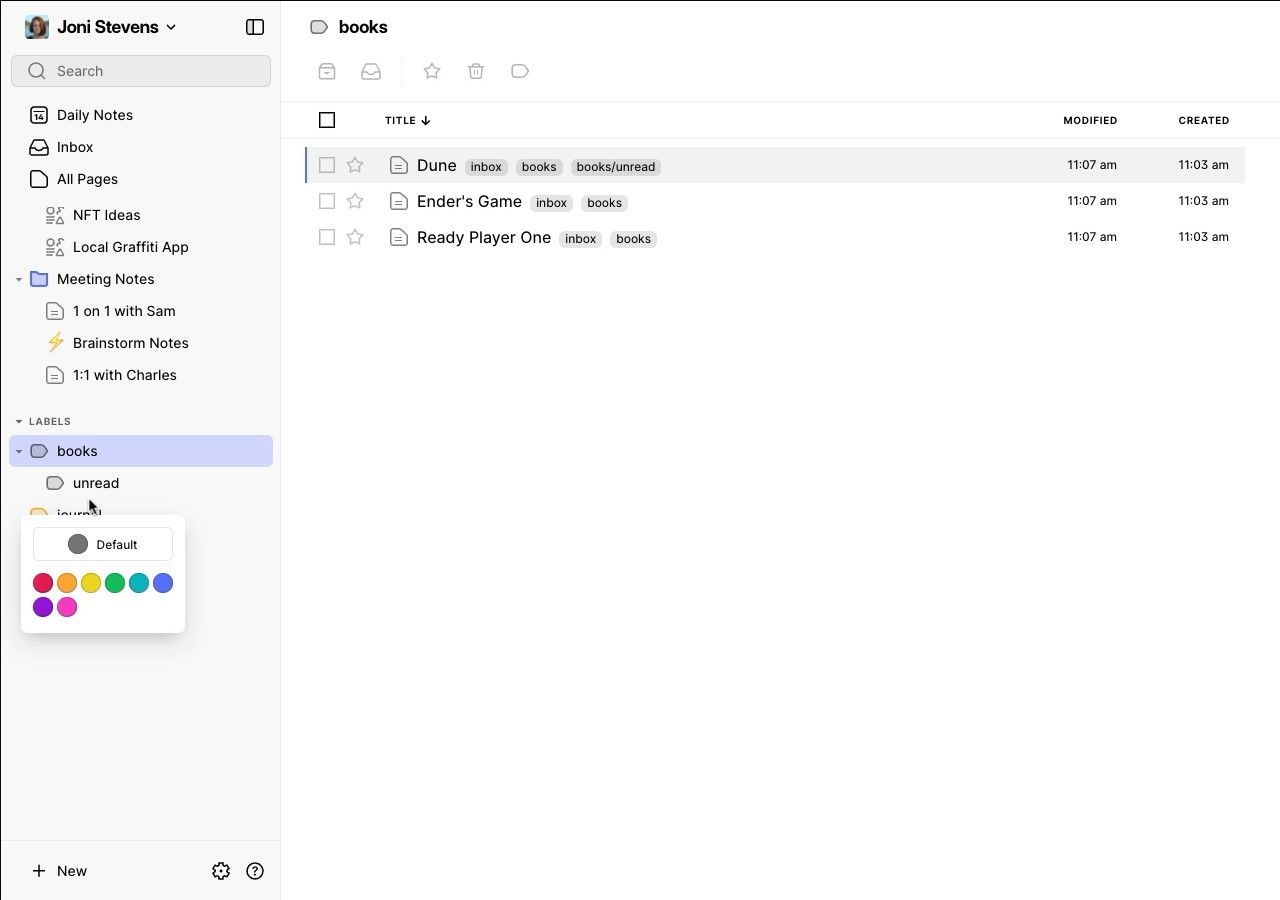 Joni Stevens
Search
14 Daily Notes
Inbox
All Pages
NFT Ideas
Local Graffiti App
Meeting Notes
1 on 1 with Sam
Brainstorm Notes
1:1 with Charles
LABELS
books
unread
journal
Default
New
books
TITLE MODIFIED CREATED
Dune inbox books books/unread 11:07 am 11:03 am
Ender's Game inbox books 11:07 am 11:03 am
Ready Player One inbox books 11:07 am 11:03 am